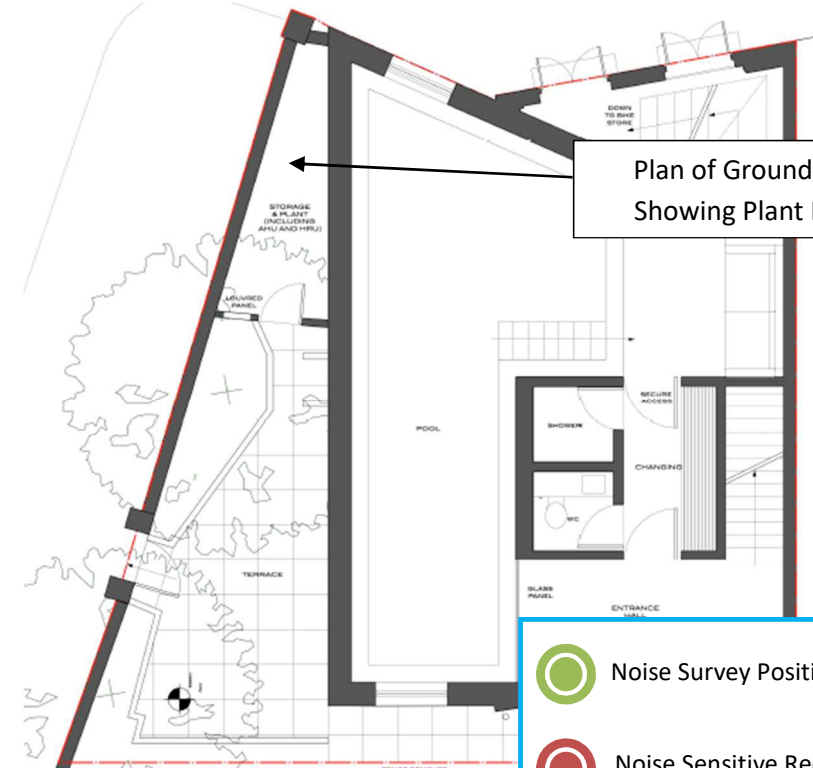 DOWN
TO BIKE
STORE
Plan of Ground
Showing Plant
STORAGE
& PLANT
(INCLUDING
AHU AND HRU)
LOUVRED
PANEL
SECURE
ACCESS
SHOWER
POOL
CHANGING
WC
TERRACE
GLASS
PANEL
ENTRANCE
HALL
Noise Survey Positi
Noise Sensitive Re